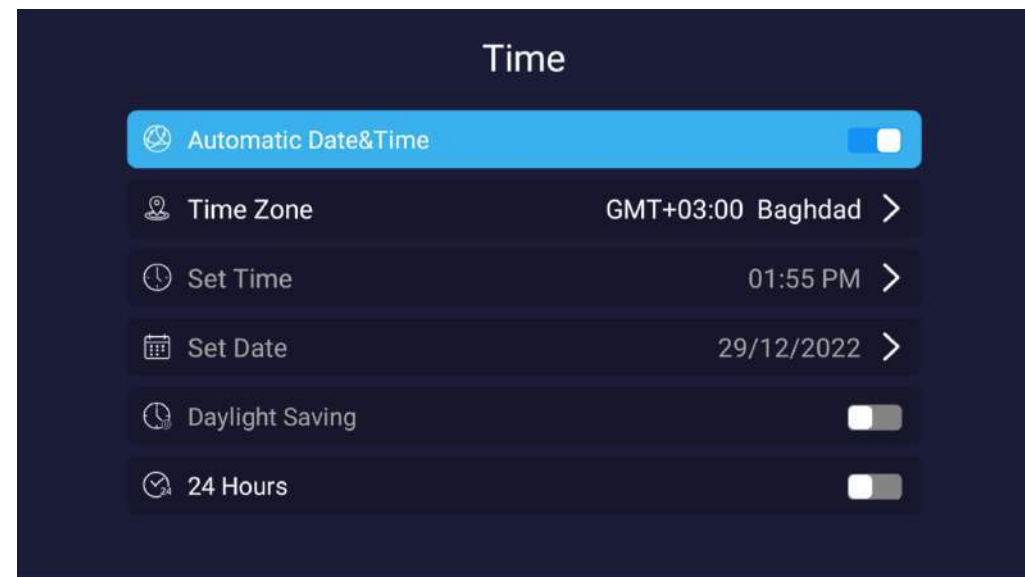 Time
Automatic Date&Time
Time Zone GMT+03:00 Baghdad
Set Time 01:55 PM
Set Date 29/12/2022
Daylight Saving
24 Hours